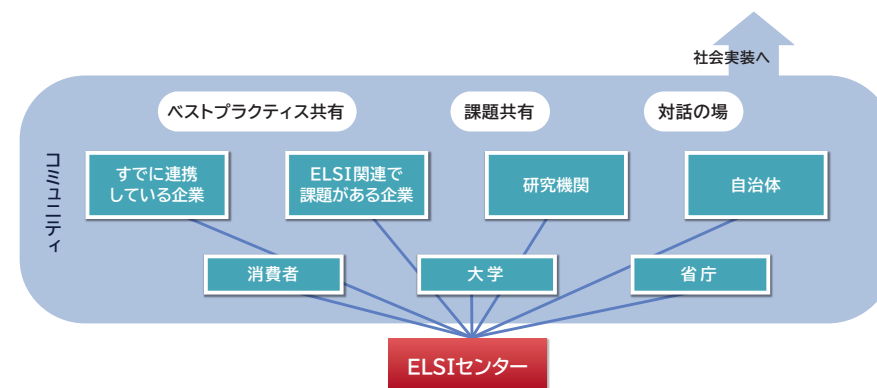 社会実装へ
ベストプラクティス共有
課題共有
対話の場
コミュニティ
すでに連携
している企業
ELSI関連で
課題がある企業
研究機関
自治体
消費者
大学
省庁
ELSIセンター